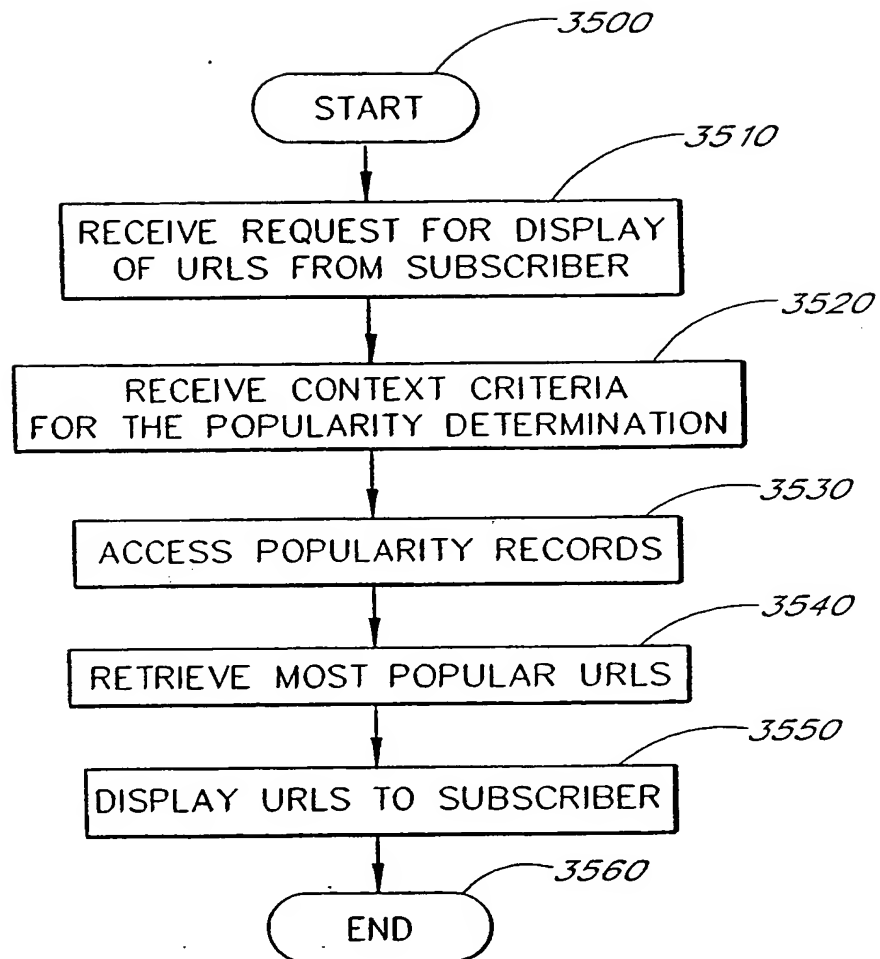 3500
START
3510
RECEIVE REQUEST FOR DISPLAY
OF URLS FROM SUBSCRIBER
3520
RECEIVE CONTEXT CRITERIA
FOR THE POPULARITY DETERMINATION
3530
ACCESS POPULARITY RECORDS
3540
RETRIEVE MOST POPULAR URLS
3550
DISPLAY URLS TO SUBSCRIBER
3560
END